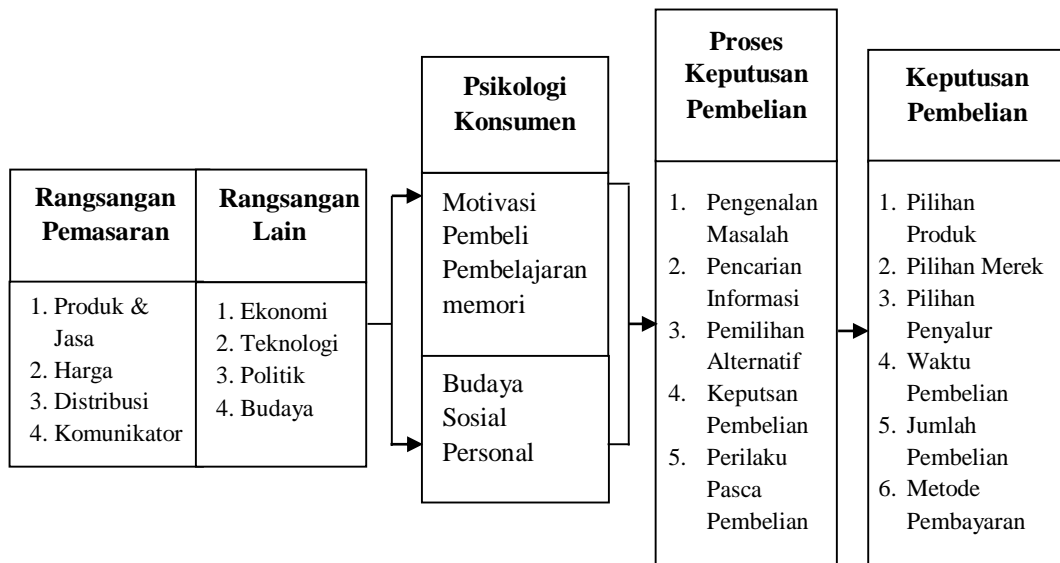 Rangsangan
Pemasaran
1. Produk &
Jasa
2. Harga
3. Distribusi
4. Komunikator
Rangsangan
Lain
1. Ekonomi
2. Teknologi
3. Politik
4. Budaya
Psikologi
Konsumen
Motivasi
Pembeli
Pembelajaran
memori
Budaya
Sosial
Personal
Proses
Keputusan
Pembelian
1. Pengenalan
Masalah
2. Pencarian
Informasi
3. Pemilihan
Alternatif
4. Keputsan
Pembelian
5. Perilaku
Pasca
Pembelian
Keputusan
Pembelian
1. Pilihan
Produk
2. Pilihan Merek
3. Pilihan
Penyalur
4. Waktu
Pembelian
5. Jumlah
Pembelian
6. Metode
Pembayaran